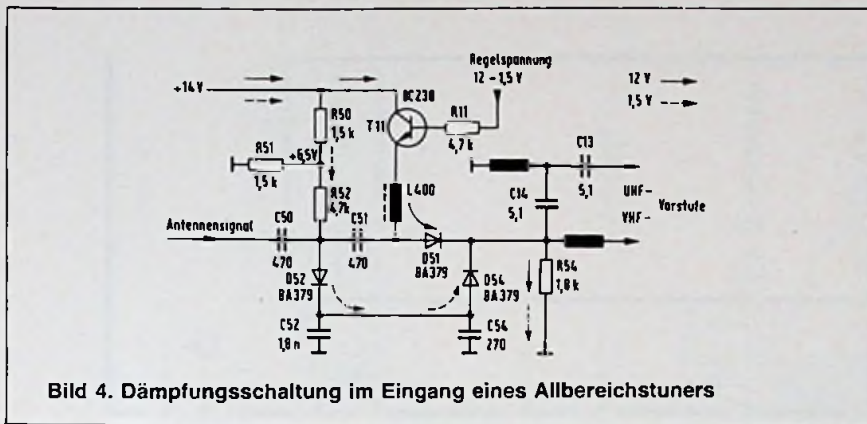 Regelspannung
12 – 1,5 V
12 V
1,5 V
+14 V
BC238
T11
R11
4,7 k
R50
1,5 k
R51
1,5 k
+6,5V
R52
4,7k
L400
C13
5,1
C14
5,1
UHF –
VHF –
Vorstufe
Antennensignal
C50
470
C51
470
D51
BA379
D52
BA379
D54
BA379
R54
1,8 k
C52
1,8 n
C54
270
Bild 4. Dämpfungsschaltung im Eingang eines Allbereichstuners